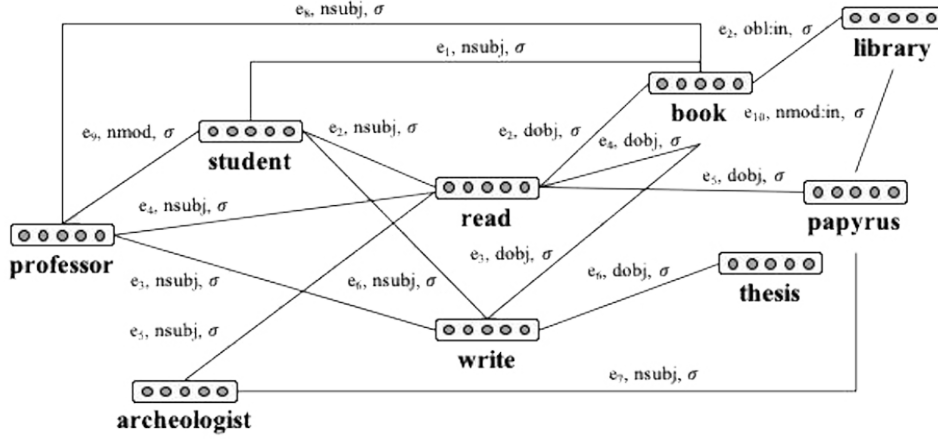 e₈, nsubj, σ
e₂, obl:in, σ
library
e₁, nsubj, σ
book
e₁₀, nmod:in, σ
e₉, nmod, σ
student
e₂, nsubj, σ
e₂, dobj, σ
e₄, dobj, σ
read
e₅, dobj, σ
papyrus
e₄, nsubj, σ
professor
e₃, nsubj, σ
e₆, nsubj, σ
e₃, dobj, σ
e₆, dobj, σ
thesis
e₅, nsubj, σ
write
e₇, nsubj, σ
archeologist